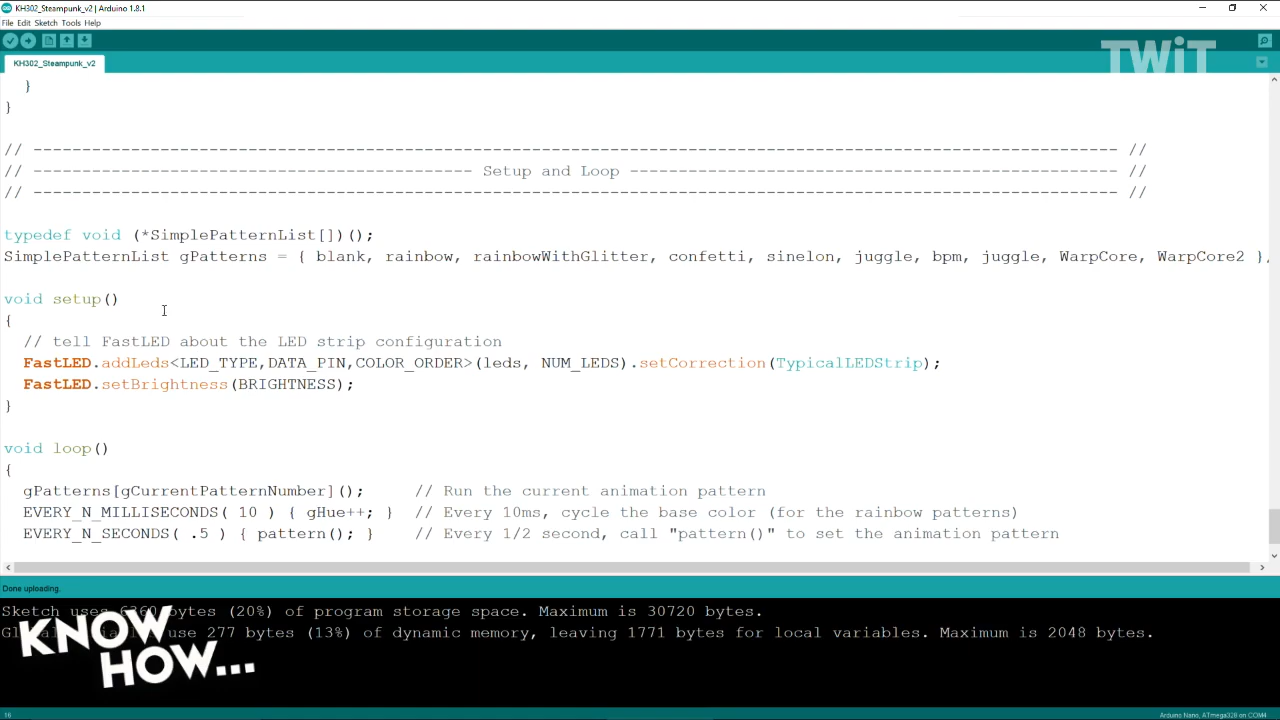 KH302_Steampunk_v2 | Arduino 1.8.1
File Edit Sketch Tools Help
TWiT
KH302_Steampunk_v2
}
}
// --------------------------------------------------------------------------------------------------------------- //
// --------------------------------------------- Setup and Loop -------------------------------------------------- //
// --------------------------------------------------------------------------------------------------------------- //
typedef void (*SimplePatternList[])();
SimplePatternList gPatterns = { blank, rainbow, rainbowWithGlitter, confetti, sinelon, juggle, bpm, juggle, WarpCore, WarpCore2 };
void setup()
{
// tell FastLED about the LED strip configuration
FastLED.addLeds<LED_TYPE,DATA_PIN,COLOR_ORDER>(leds, NUM_LEDS).setCorrection(TypicalLEDStrip);
FastLED.setBrightness(BRIGHTNESS);
}
void loop()
{
gPatterns[gCurrentPatternNumber](); // Run the current animation pattern
EVERY_N_MILLISECONDS( 10 ) { gHue++; } // Every 10ms, cycle the base color (for the rainbow patterns)
EVERY_N_SECONDS( .5 ) { pattern(); } // Every 1/2 second, call "pattern()" to set the animation pattern
Done uploading.
Sketch uses 6360 bytes (20%) of program storage space. Maximum is 30720 bytes.
use 277 bytes (13%) of dynamic memory, leaving 1771 bytes for local variables. Maximum is 2048 bytes.
KNOW
HOW...
16
Arduino Nano, ATmega328 on COM4